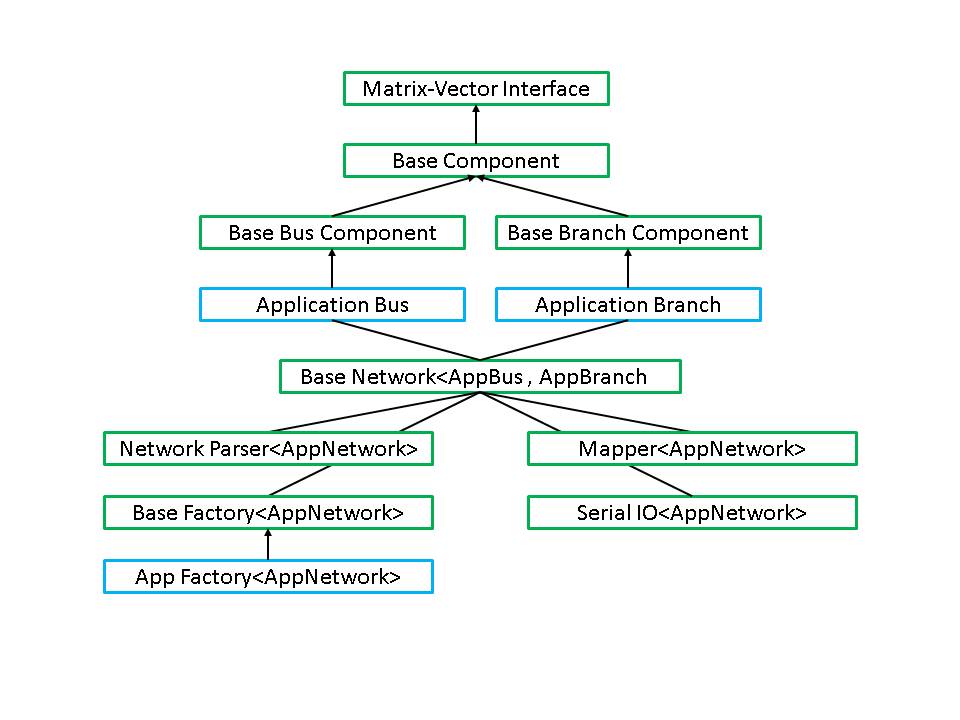 Matrix-Vector Interface
Base Component
Base Bus Component
Base Branch Component
Application Bus
Application Branch
Base Network<AppBus , AppBranch
Network Parser<AppNetwork>
Mapper<AppNetwork>
Base Factory<AppNetwork>
Serial IO<AppNetwork>
App Factory<AppNetwork>